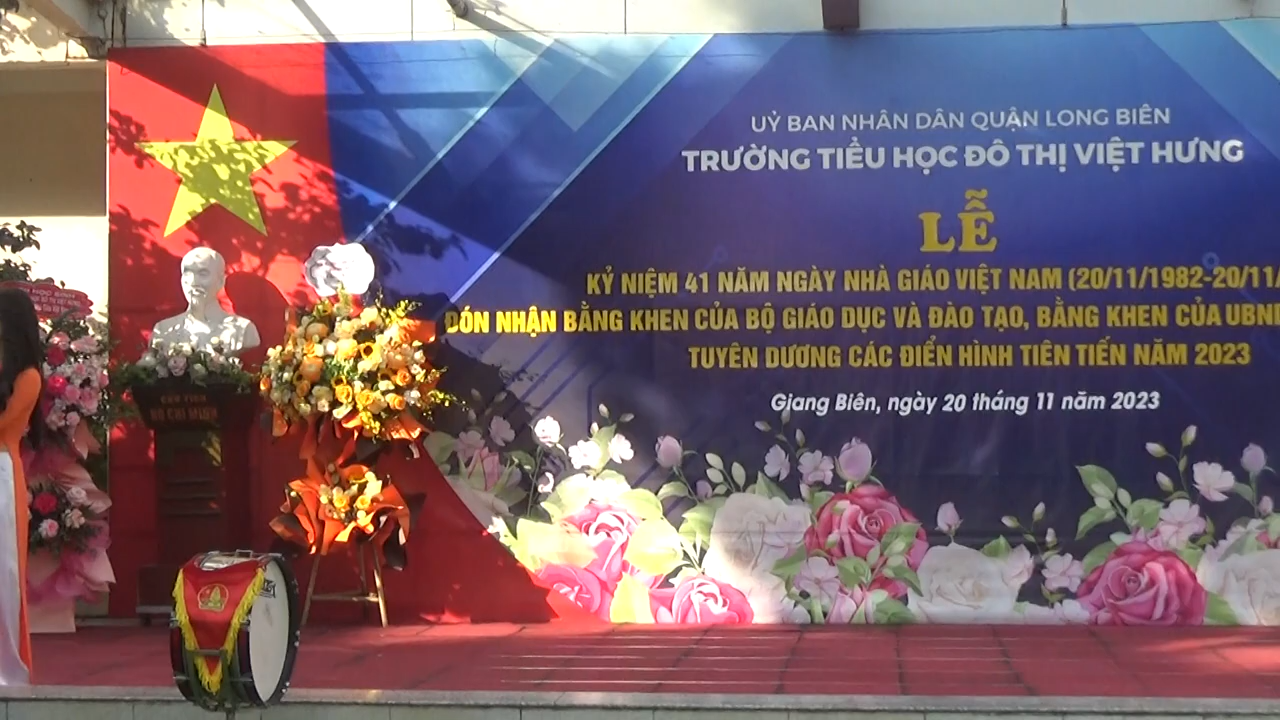 UỶ BAN NHÂN DÂN QUẬN LONG BIÊN
TRƯỜNG TIỂU HỌC ĐÔ THỊ VIỆT HƯNG
LỄ
KỶ NIỆM 41 NĂM NGÀY NHÀ GIÁO VIỆT NAM (20/11/1982-20/11/
ĐÓN NHẬN BẰNG KHEN CỦA BỘ GIÁO DỤC VÀ ĐÀO TẠO, BẰNG KHEN CỦA UBN
TUYÊN DƯƠNG CÁC ĐIỂN HÌNH TIÊN TIẾN NĂM 2023
Giang Biên, ngày 20 tháng 11 năm 2023
HỒ CHÍ MINH